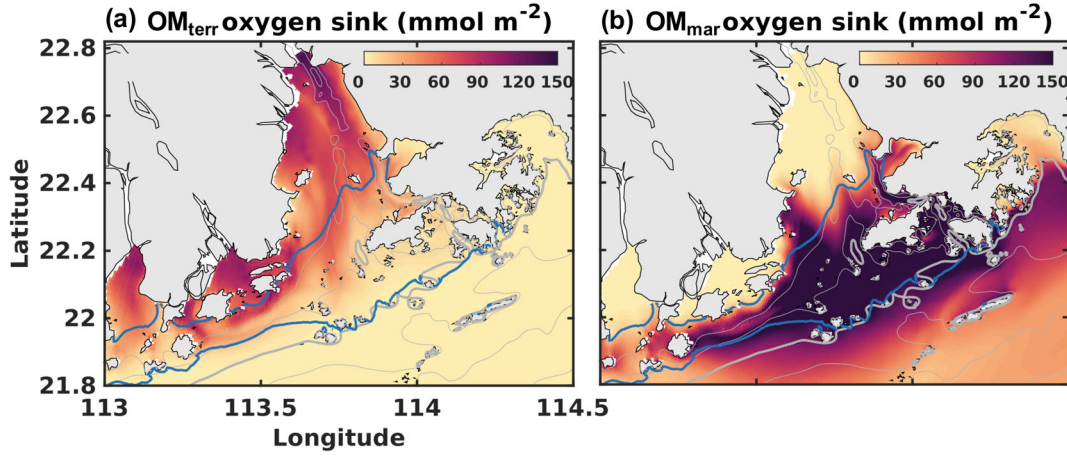 (a) OMterr oxygen sink (mmol m-2)
(b) OMmar oxygen sink (mmol m-2)
0 30 60 90 120 150
0 30 60 90 120 150
22.8
22.6
22.4
22.2
22
21.8
Latitude
113 113.5 114 114.5
Longitude